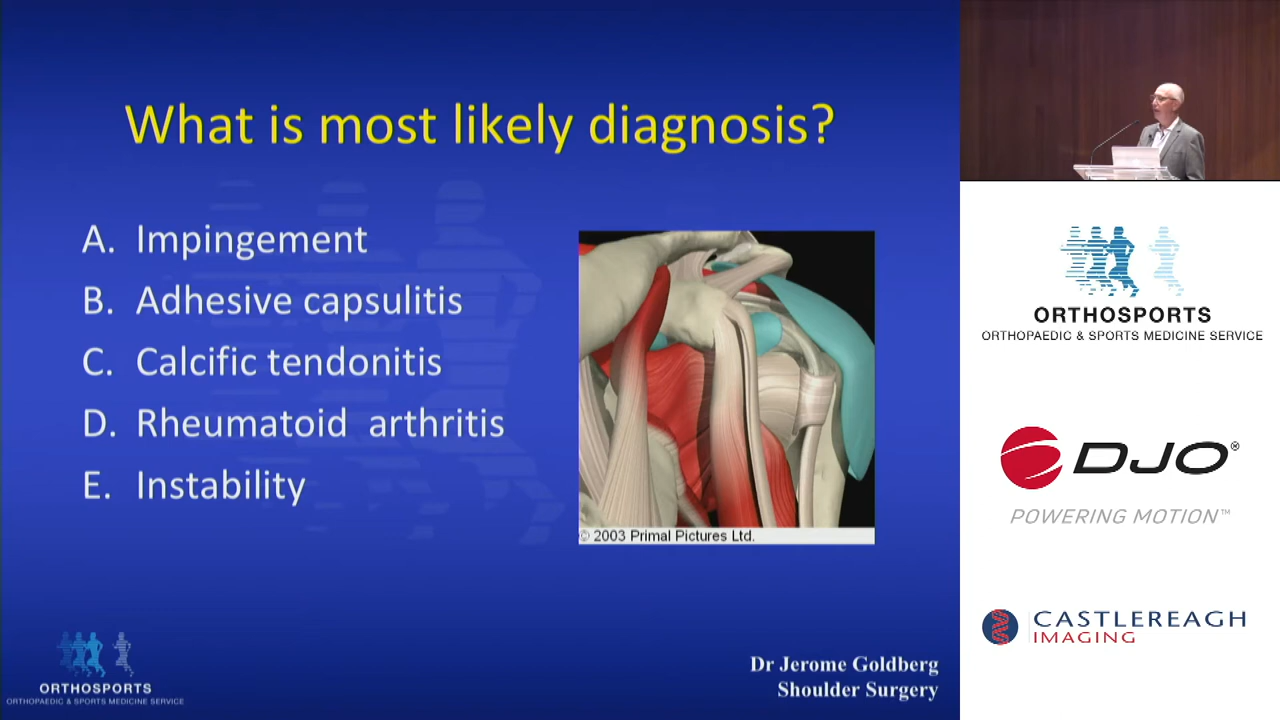 What is most likely diagnosis?
A. Impingement
B. Adhesive capsulitis
C. Calcific tendonitis
D. Rheumatoid arthritis
E. Instability
© 2003 Primal Pictures Ltd.
ORTHOSPORTS
ORTHOPAEDIC & SPORTS MEDICINE SERVICE
Dr Jerome Goldberg
Shoulder Surgery
ORTHOSPORTS
ORTHOPAEDIC & SPORTS MEDICINE SERVICE
DJO®
POWERING MOTION™
CASTLEREAGH
IMAGING